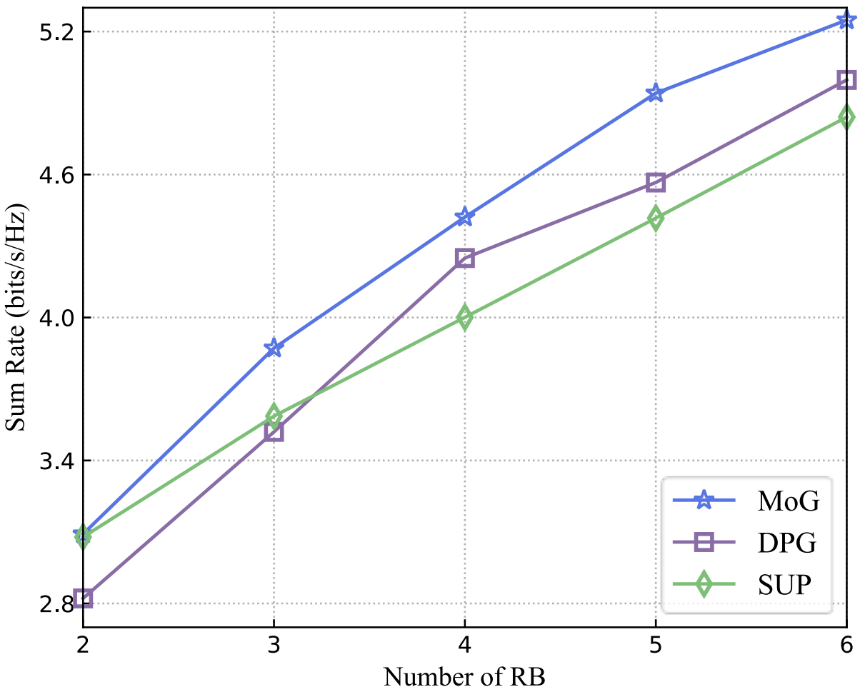 5.2
4.6
4.0
3.4
2.8
Sum Rate (bits/s/Hz)
2 3 4 5 6
Number of RB
MoG
DPG
SUP